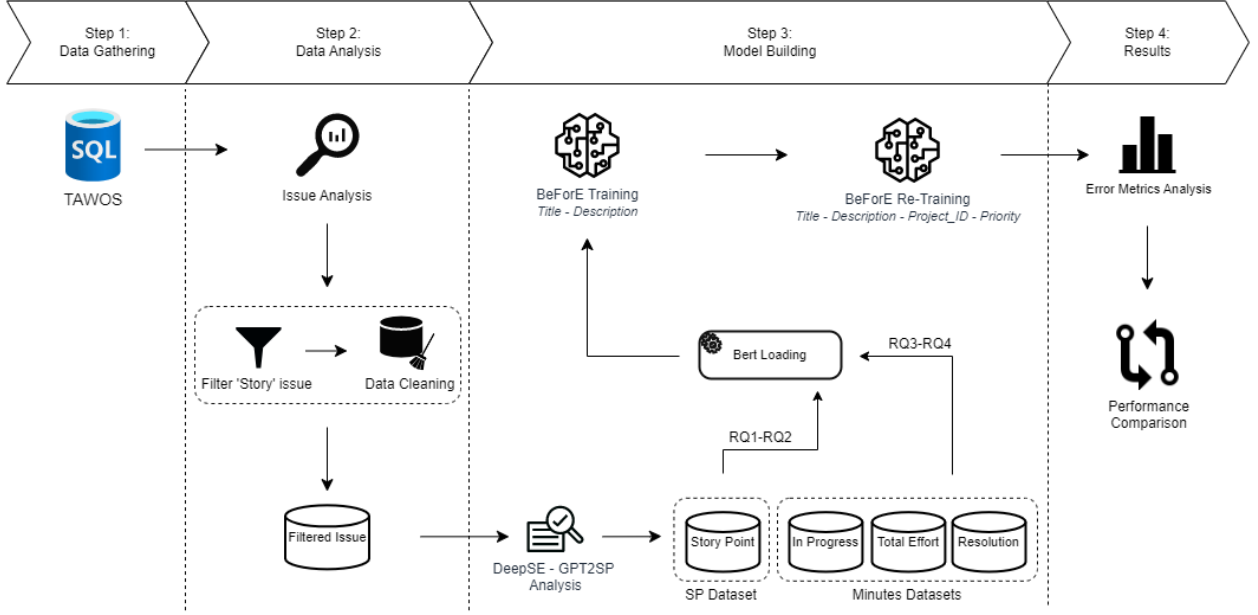 Step 1:
Data Gathering
Step 2:
Data Analysis
Step 3:
Model Building
Step 4:
Results
SQL
TAWOS
Issue Analysis
BeForE Training
Title - Description
BeForE Re-Training
Title - Description - Project_ID - Priority
Error Metrics Analysis
Filter 'Story' issue
Data Cleaning
Bert Loading
RQ3-RQ4
RQ1-RQ2
Performance
Comparison
Filtered Issue
DeepSE - GPT2SP
Analysis
Story Point
In Progress
Total Effort
Resolution
SP Dataset
Minutes Datasets